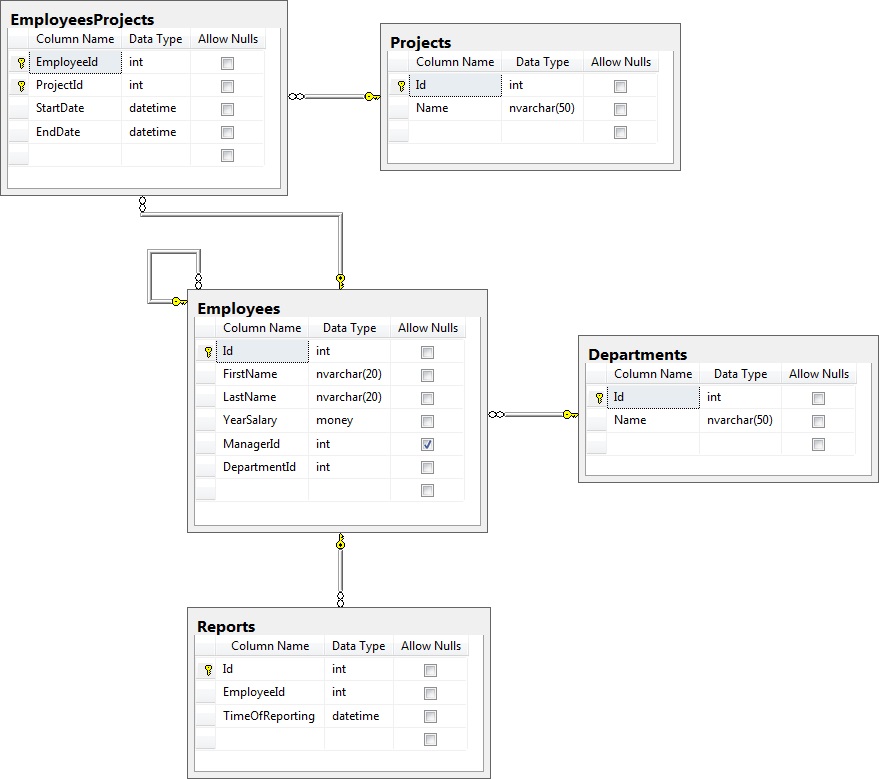 EmployeesProjects
Column Name Data Type Allow Nulls
EmployeeId int
ProjectId int
StartDate datetime
EndDate datetime
Projects
Column Name Data Type Allow Nulls
Id int
Name nvarchar(50)
Employees
Column Name Data Type Allow Nulls
Id int
FirstName nvarchar(20)
LastName nvarchar(20)
YearSalary money
ManagerId int
DepartmentId int
Departments
Column Name Data Type Allow Nulls
Id int
Name nvarchar(50)
Reports
Column Name Data Type Allow Nulls
Id int
EmployeeId int
TimeOfReporting datetime